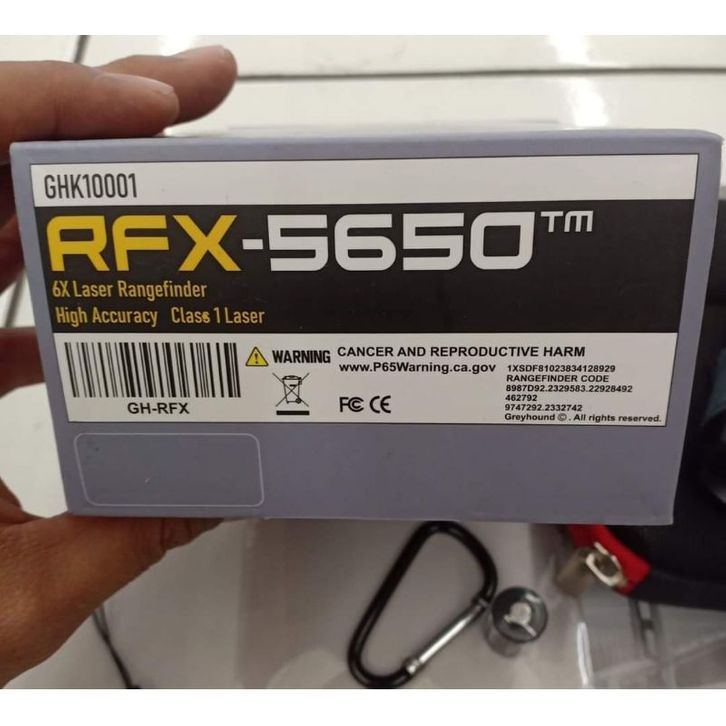 GHK10001
RFX-5650™
6X Laser Rangefinder
High Accuracy Class 1 Laser
WARNING CANCER AND REPRODUCTIVE HARM
www.P65Warning.ca.gov
1XSDF81023834128929
RANGEFINDER CODE
8987D92.2329583.22928492
462792
9747292.2332742
Greyhound ©. All rights reserved.
GH-RFX
FC CE